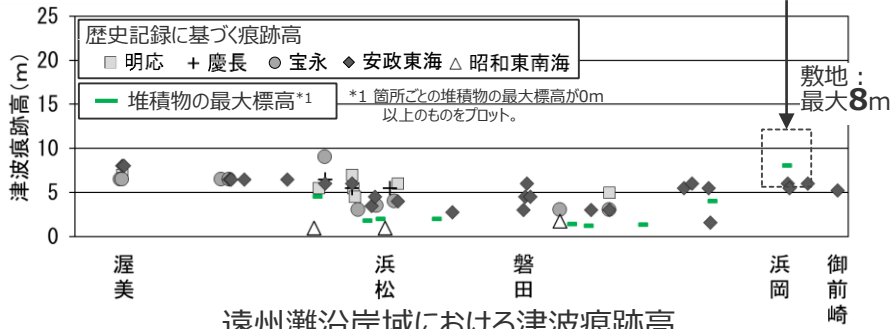 25
20
15
10
5
0
津波痕跡高(m)
歴史記録に基づく痕跡高
明応 慶長 宝永 安政東海 昭和東南海
堆積物の最大標高*1
*1 箇所ごとの堆積物の最大標高が0m
以上のものをプロット。
敷地：
最大8m
渥美
浜松
磐田
浜岡
御前崎
遠州灘沿岸域における津波痕跡高